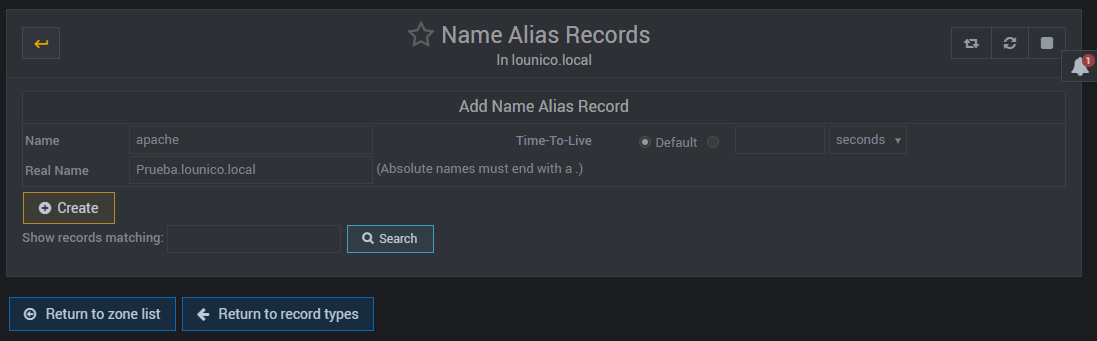 Name Alias Records
In lounico.local
1
Add Name Alias Record
Name apache Time-To-Live Default seconds
Real Name Prueba.lounico.local (Absolute names must end with a .)
Create
Show records matching: Search
Return to zone list Return to record types